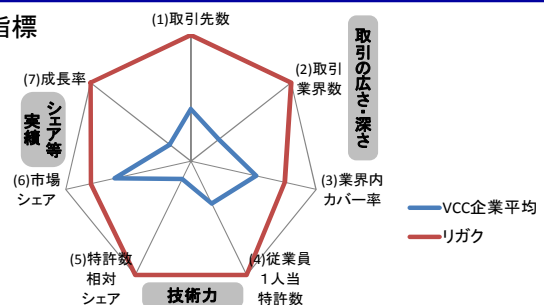 指標
(1)取引先数
(2)取引
業界数
取引の広さ・深さ
(3)業界内
カバー率
(4)従業員
1人当
特許数
技術力
(5)特許数
相対
シェア
(6)市場
シェア
シェア等
実績
(7)成長率
VCC企業平均
リガク